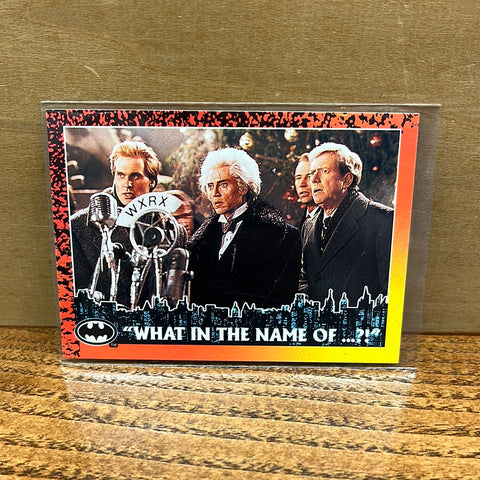 WXRX
"WHAT IN THE NAME OF ...?!"